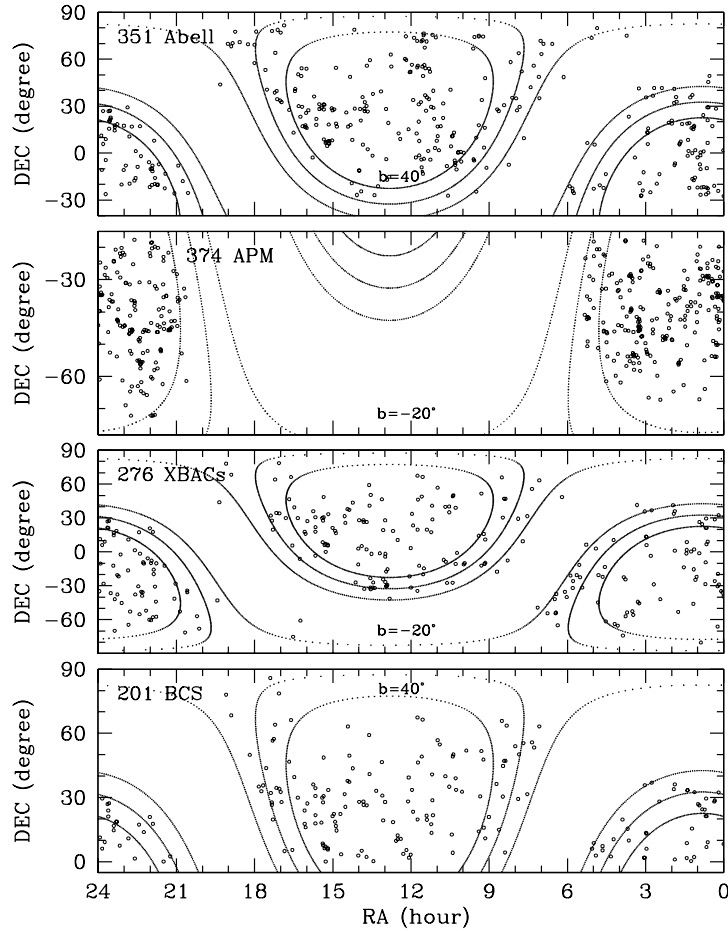 90
351 Abell
60
30
0
−30
DEC (degree)
b=40°
374 APM
−30
−60
DEC (degree)
b=−20°
90
276 XBACs
60
30
0
−30
−60
DEC (degree)
b=−20°
90
201 BCS
b=40°
60
30
0
DEC (degree)
24 21 18 15 12 9 6 3 0
RA (hour)